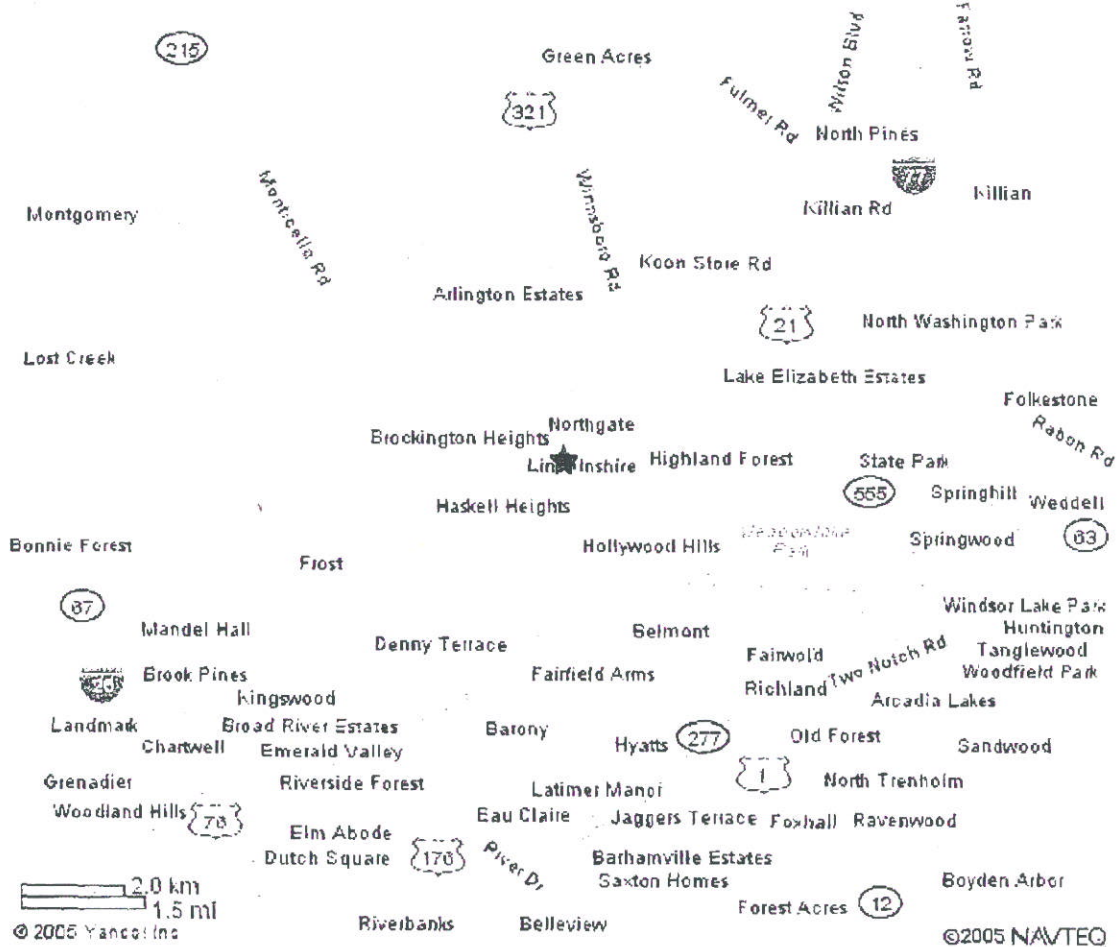 215
Green Acres
Wilson Blvd
Farrow Rd
321
Fulmer Rd
North Pines
Monticello Rd
Winnsboro Rd
77
Killian
Montgomery
Killian Rd
Koon Store Rd
Arlington Estates
21
North Washington Park
Lost Creek
Lake Elizabeth Estates
Folkestone
Rabon Rd
Northgate
Brockington Heights
Highland Forest
State Park
Haskell Heights
555
Springhill
Weddell
Bonnie Forest
Frost
Hollywood Hills
Park
Springwood
63
67
Mandel Hall
Denny Terrace
Belmont
Windsor Lake Park
Huntington
Fairwold
Two Notch Rd
Tanglewood
Woodfield Park
Brook Pines
Fairfield Arms
Richland
Kingswood
Arcadia Lakes
Landmark
Broad River Estates
Barony
Hyatts
277
Old Forest
Sandwood
Chartwell
Emerald Valley
Grenadier
Riverside Forest
Latimer Manor
1
North Trenholm
Woodland Hills
76
Eau Claire
Jaggers Terrace
Foxhall
Ravenwood
Elm Abode
Dutch Square
176
River Dr
Barhamville Estates
Saxton Homes
Boyden Arbor
2.0 km
1.5 mi
Forest Acres
12
Riverbanks
Belleview
© 2005 Yahoo! Inc
©2005 NAVTEQ